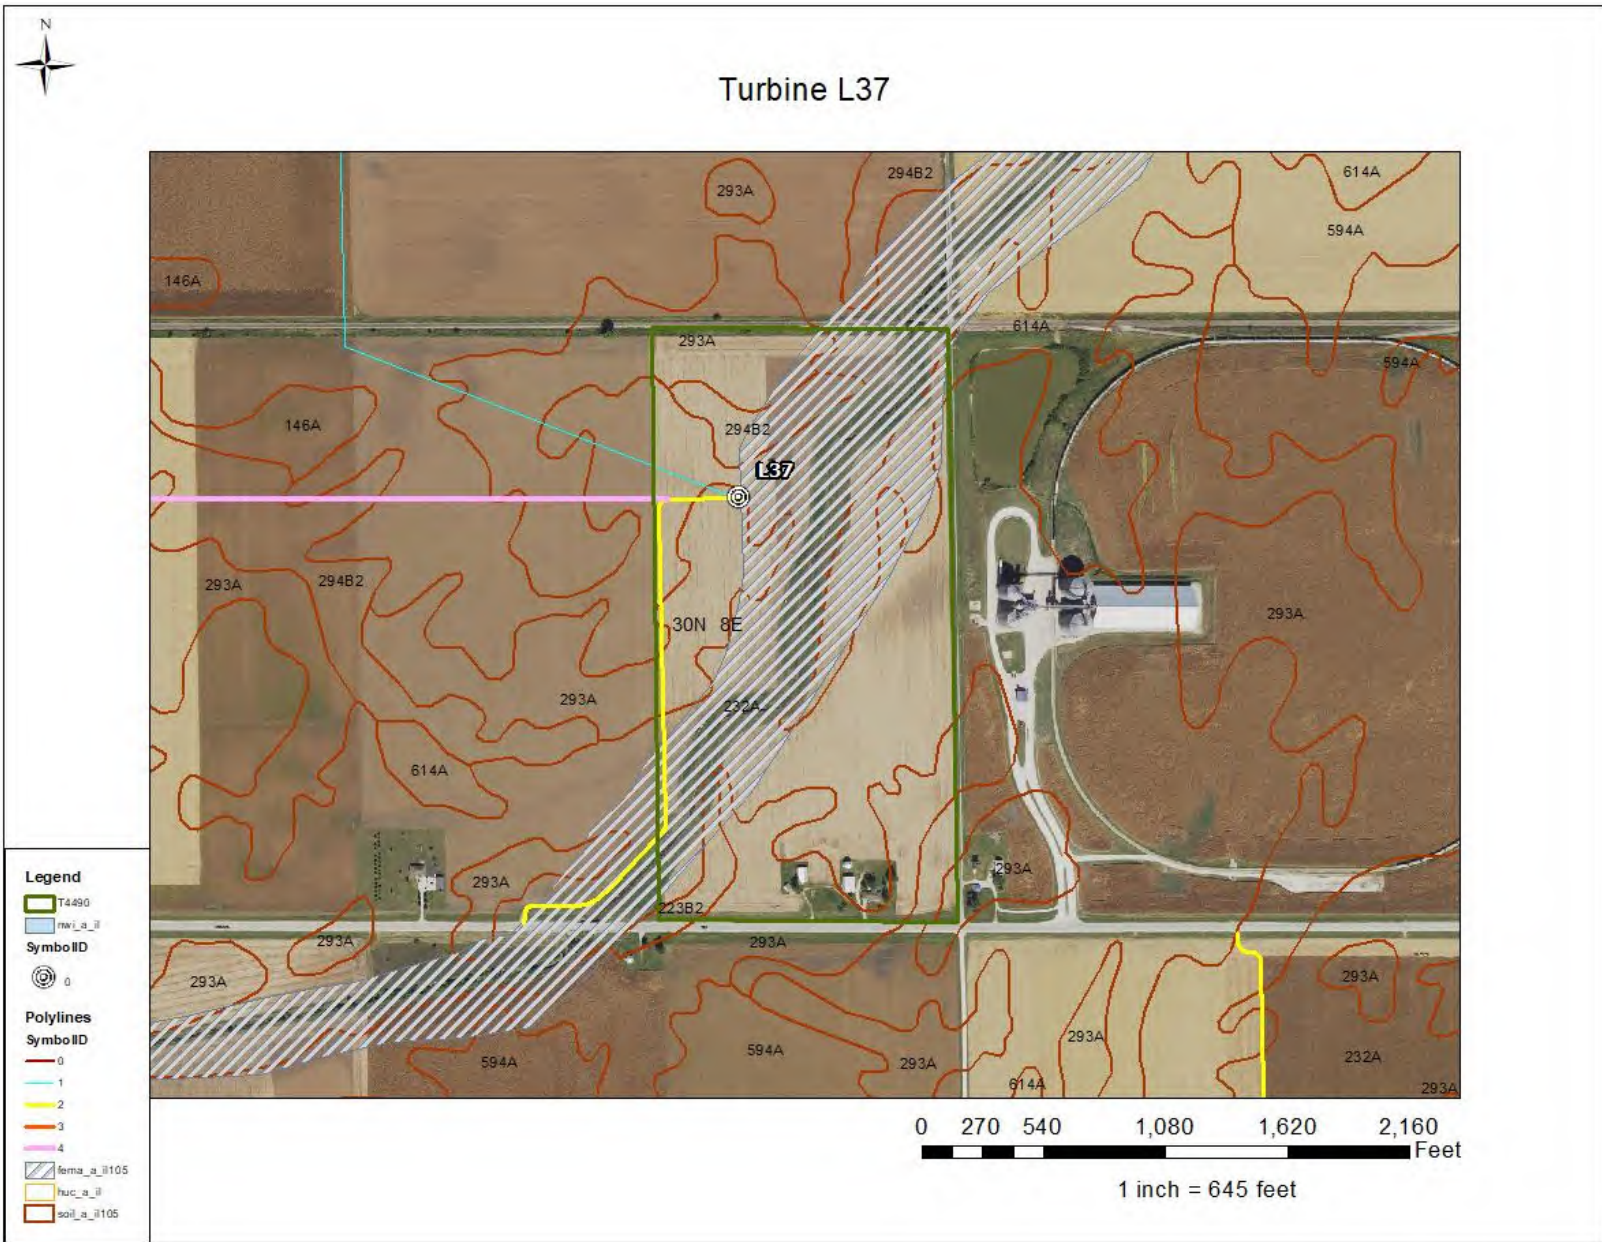 N
Turbine L37
293A
294B2
614A
594A
146A
293A
614A
594A
146A
294B2
L37
293A
294B2
293A
30N 8E
293A
232A
614A
293A
293A
223B2
293A
293A
293A
293A
594A
594A
293A
293A
614A
232A
293A
Legend
T4490
nwi_a_il
SymbolID
0
Polylines
SymbolID
0
1
2
3
4
fema_a_il105
huc_a_il
soil_a_il105
0 270 540 1,080 1,620 2,160
Feet
1 inch = 645 feet